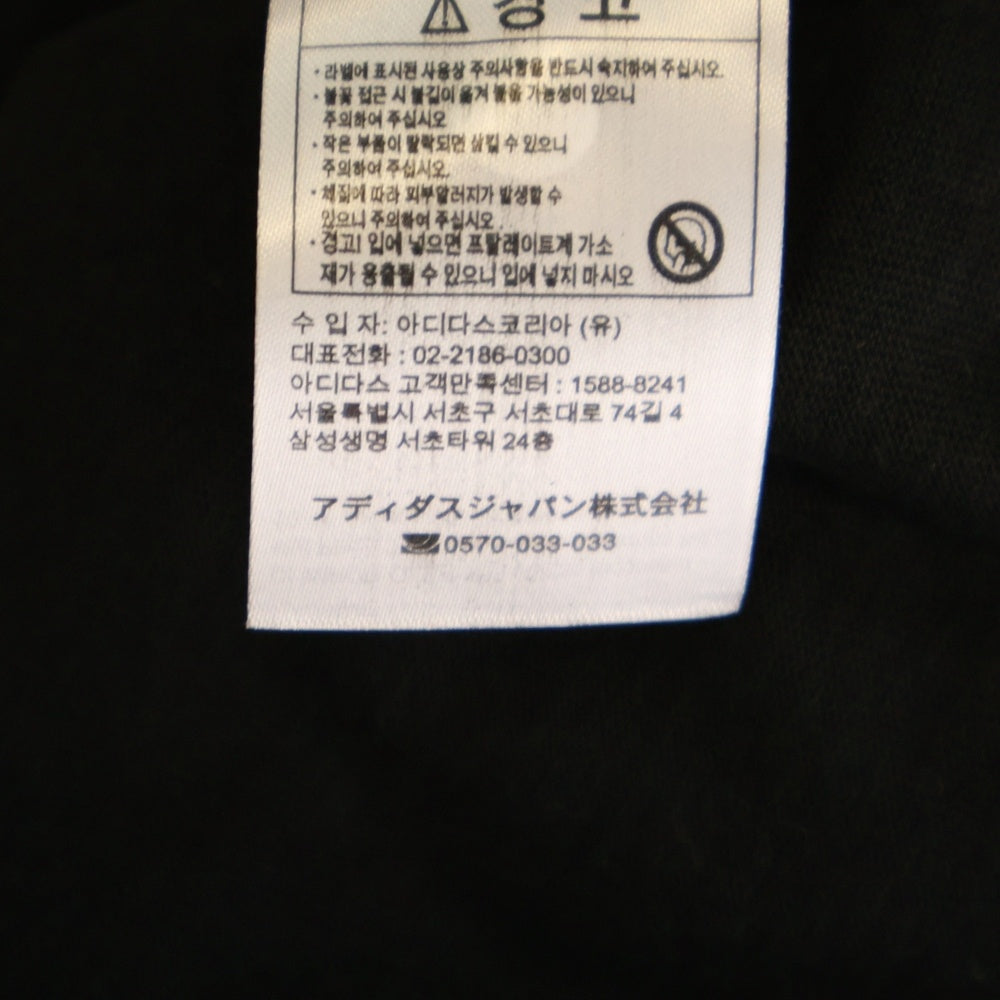 경 고
· 라벨에 표시된 사용상 주의사항을 반드시 숙지하여 주십시오.
· 불꽃 접근 시 불길이 옮겨 붙을 가능성이 있으니
주의하여 주십시오
· 작은 부품이 탈락되면 삼킬 수 있으니
주의하여 주십시오.
· 체질에 따라 피부알러지가 발생할 수
있으니 주의하여 주십시오.
· 경고! 입에 넣으면 프탈레이트계 가소
재가 용출될 수 있으니 입에 넣지 마시오
수 입 자: 아디다스코리아 (유)
대표전화 : 02-2186-0300
아디다스 고객만족센터 : 1588-8241
서울특별시 서초구 서초대로 74길 4
삼성생명 서초타워 24층
アディダスジャパン株式会社
0570-033-033